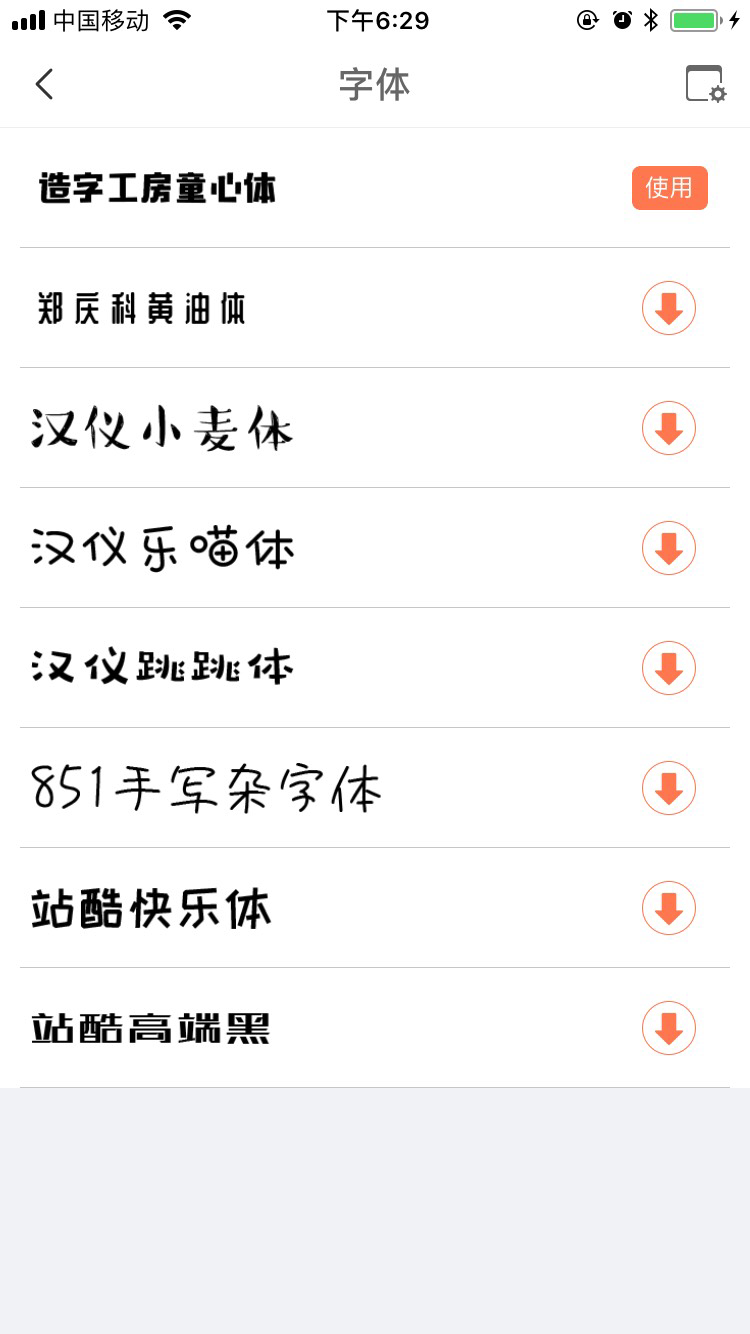 中国移动 下午6:29
字体
造字工房童心体 使用
郑庆科黄油体
汉仪小麦体
汉仪乐喵体
汉仪跳跳体
851手写杂字体
站酷快乐体
站酷高端黑